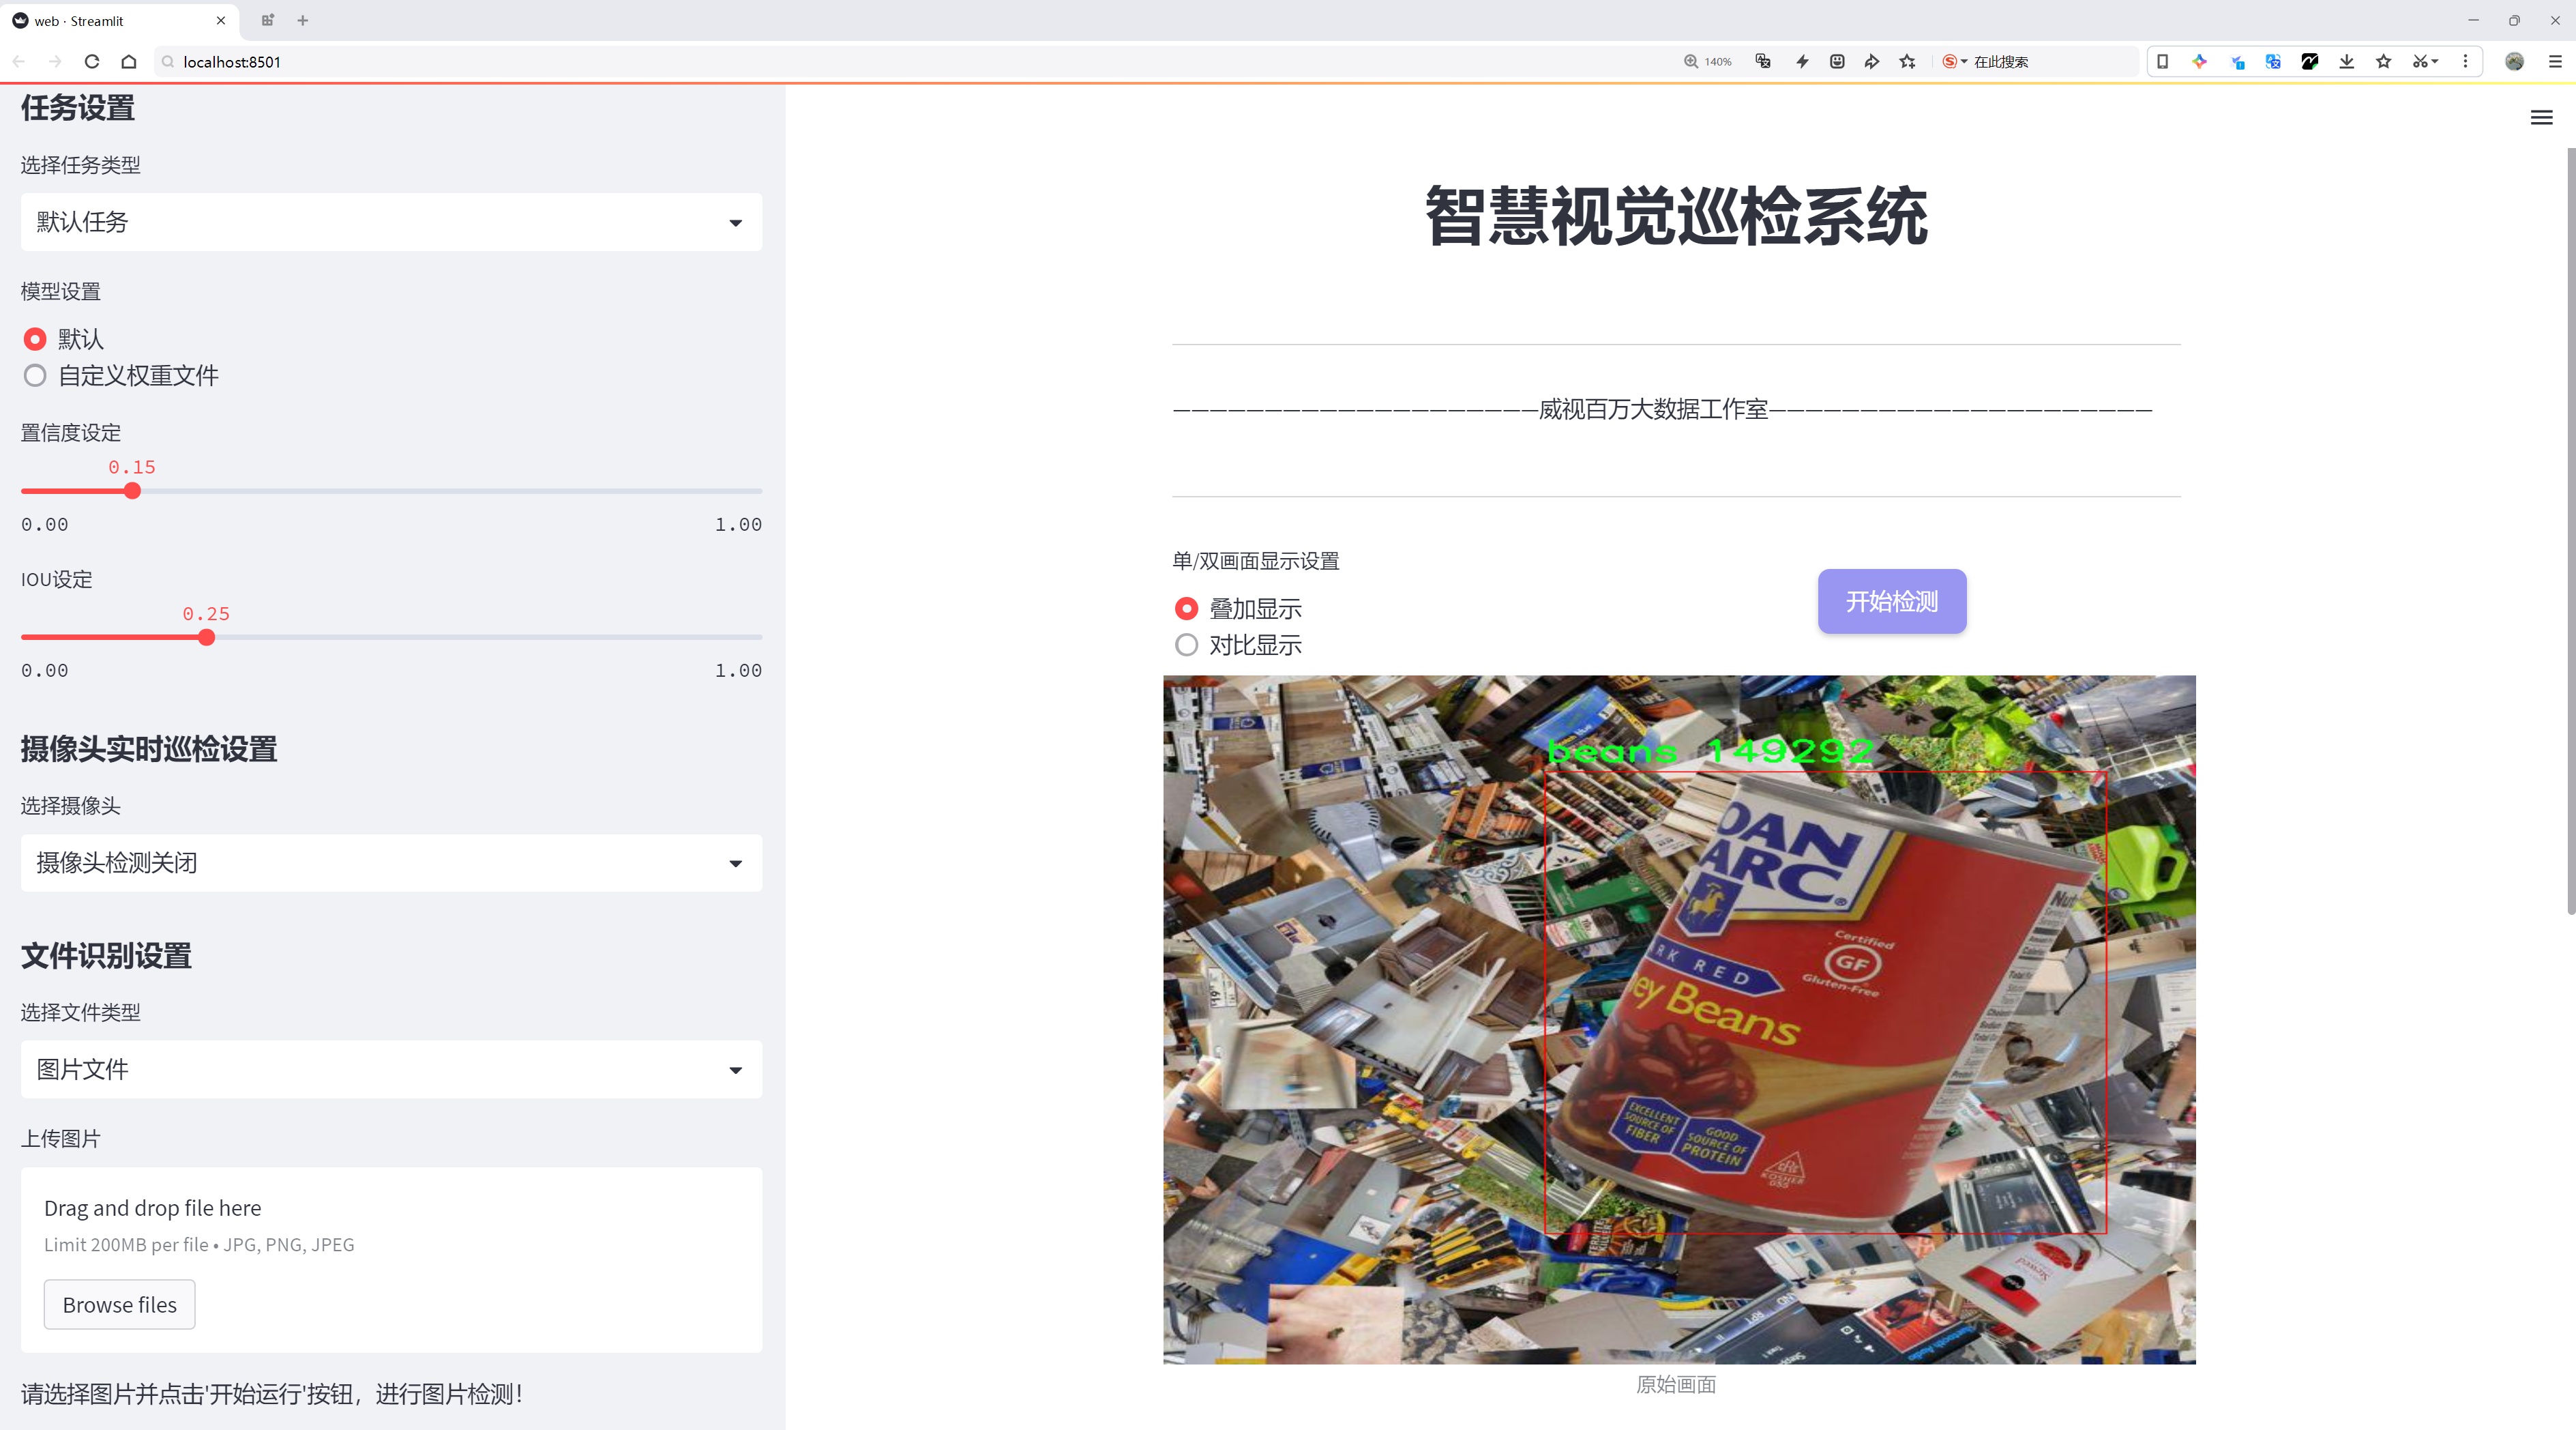 web · Streamlit
localhost:8501
140%
在此搜索
任务设置
选择任务类型
默认任务
模型设置
默认
自定义权重文件
置信度设定
0.15
0.00 1.00
IOU设定
0.25
0.00 1.00
摄像头实时巡检设置
选择摄像头
摄像头检测关闭
文件识别设置
选择文件类型
图片文件
上传图片
Drag and drop file here
Limit 200MB per file • JPG, PNG, JPEG
Browse files
请选择图片并点击'开始运行'按钮，进行图片检测！
智慧视觉巡检系统
————————————————————威视百万大数据工作室—————————————————————
单/双画面显示设置
叠加显示
对比显示
开始检测
beans 149292
OAN
ARC
Certified
GF
Gluten-Free
RK RED
ey Beans
EXCELLENT
SOURCE OF
FIBER
GOOD
SOURCE OF
PROTEIN
KOSHER
Nut
原始画面